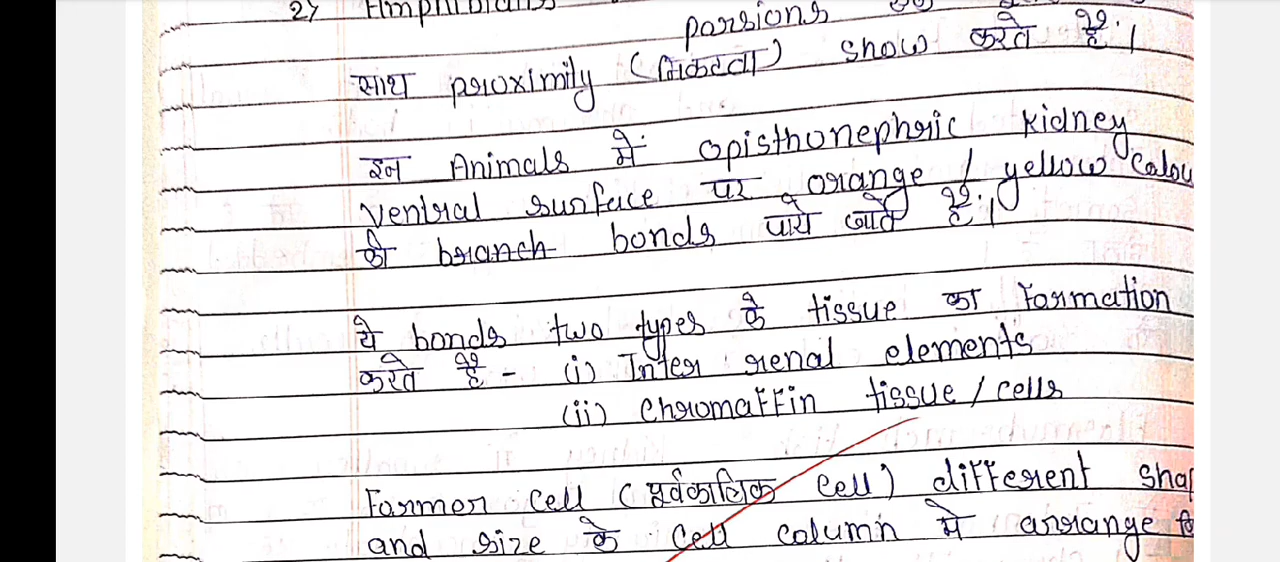 2) Amphibians
porsions
साथ proximily (निकटता) show करते है।
इन Animals में opisthonephric kidney
ventral surface पर orange / yellow Colou
की branch bonds पाये जाते है।
ये bonds two types के tissue का Formation
करते है - (i) Inter renal elements
(ii) Chromaffin tissue / cells
Former cell (पूर्वकालिक cell) different shap
and size के cell column मे arrange